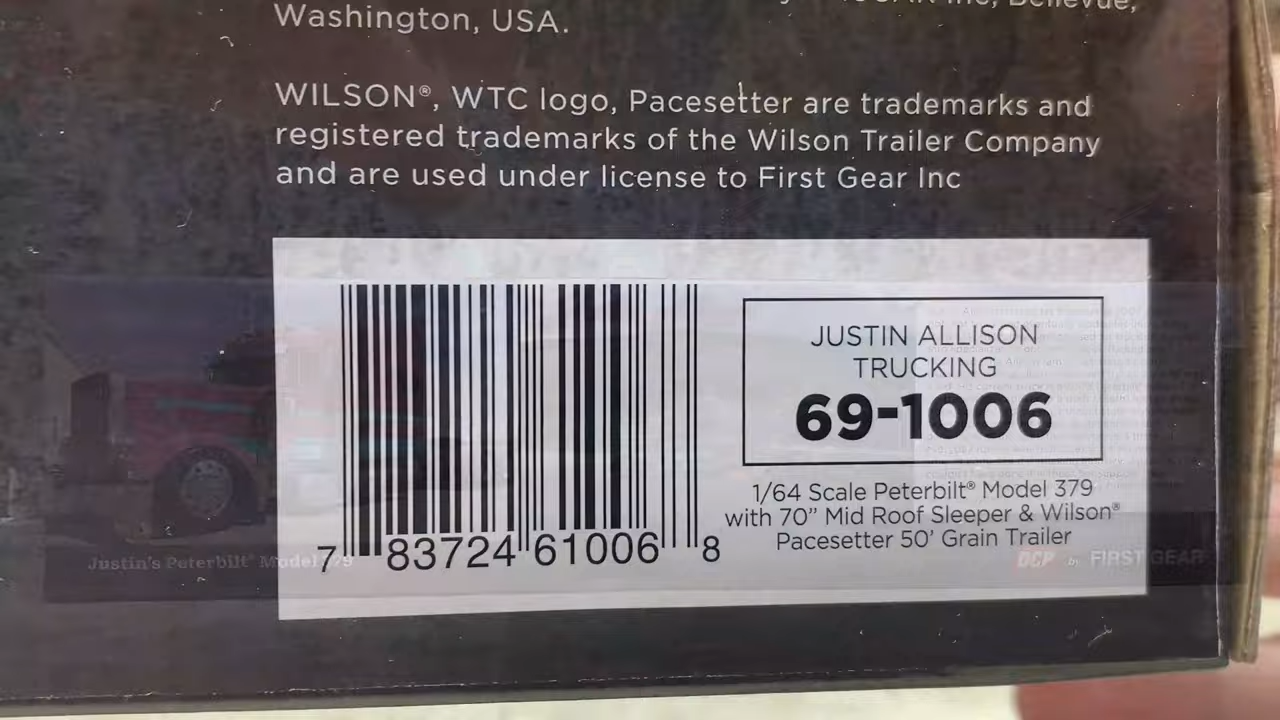 Inc, Bellevue,
Washington, USA.
WILSON®, WTC logo, Pacesetter are trademarks and
registered trademarks of the Wilson Trailer Company
and are used under license to First Gear Inc
JUSTIN ALLISON
TRUCKING
69-1006
1/64 Scale Peterbilt® Model 379
with 70” Mid Roof Sleeper & Wilson®
Pacesetter 50’ Grain Trailer
7 83724 61006 8
Justin's Peterbilt® Model 379
DCP by FIRST GEAR